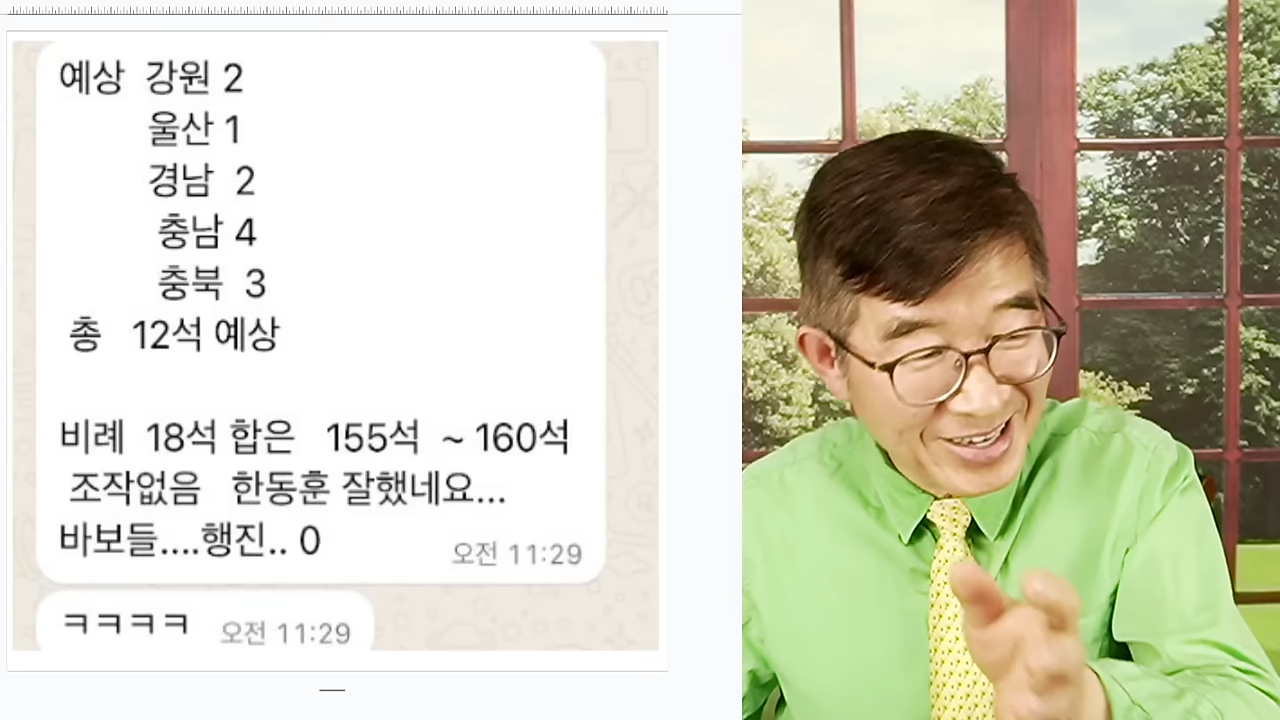 예상 강원 2
울산 1
경남 2
충남 4
충북 3
총 12석 예상
비례 18석 합은 155석 ~ 160석
조작없음 한동훈 잘했네요...
바보들....행진.. 0
오전 11:29
ㅋㅋㅋㅋ 오전 11:29